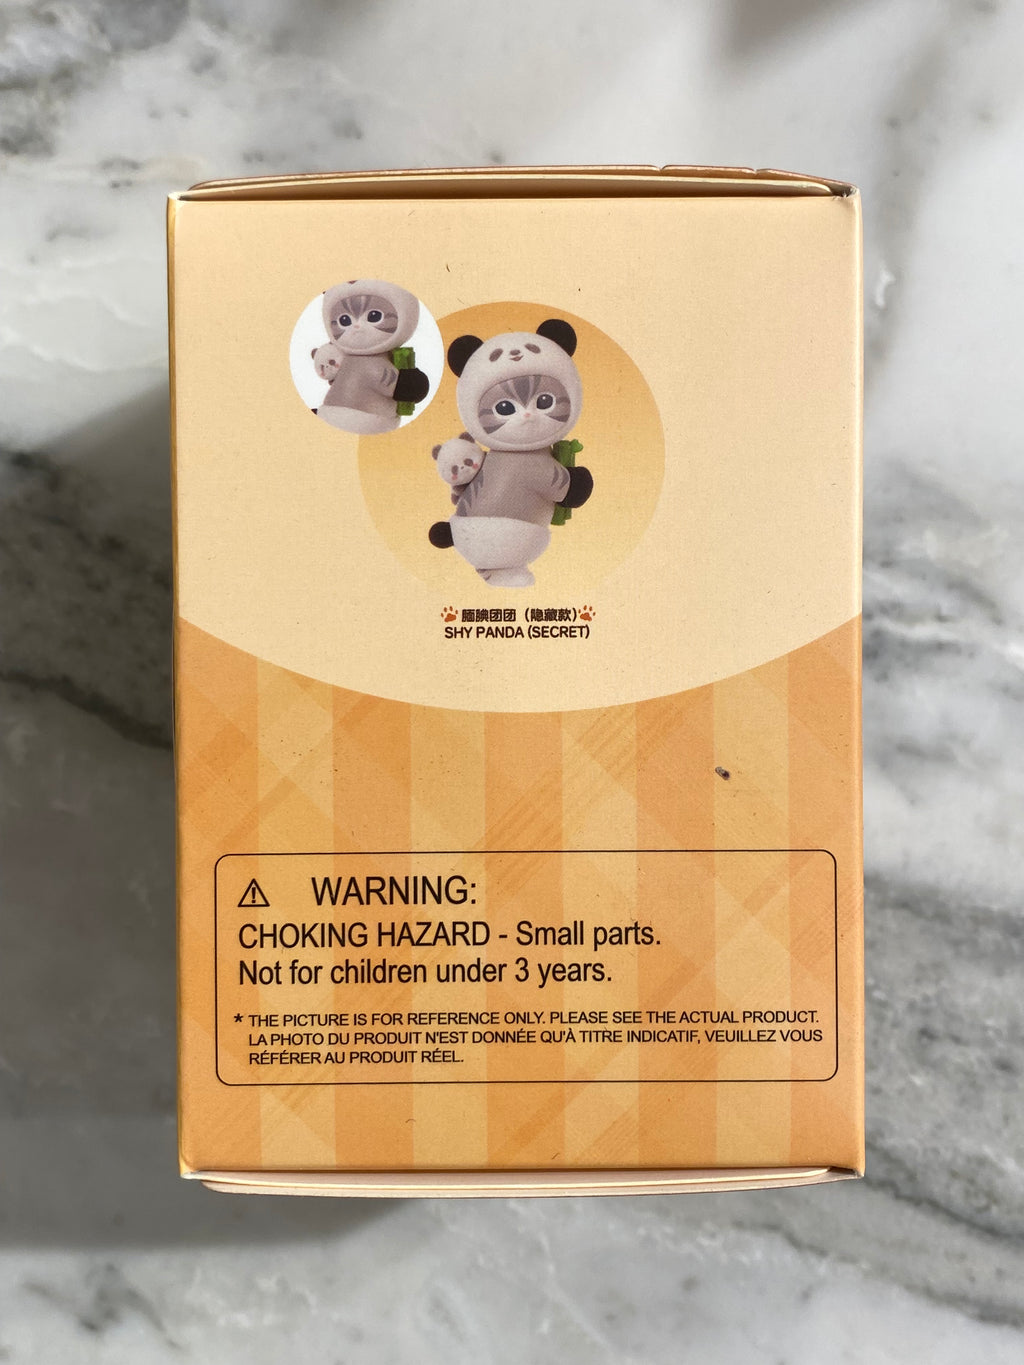 腼腆团团（隐藏款）
SHY PANDA (SECRET)
WARNING:
CHOKING HAZARD - Small parts.
Not for children under 3 years.
* THE PICTURE IS FOR REFERENCE ONLY. PLEASE SEE THE ACTUAL PRODUCT.
LA PHOTO DU PRODUIT N'EST DONNÉE QU'À TITRE INDICATIF, VEUILLEZ VOUS
RÉFÉRER AU PRODUIT RÉEL.